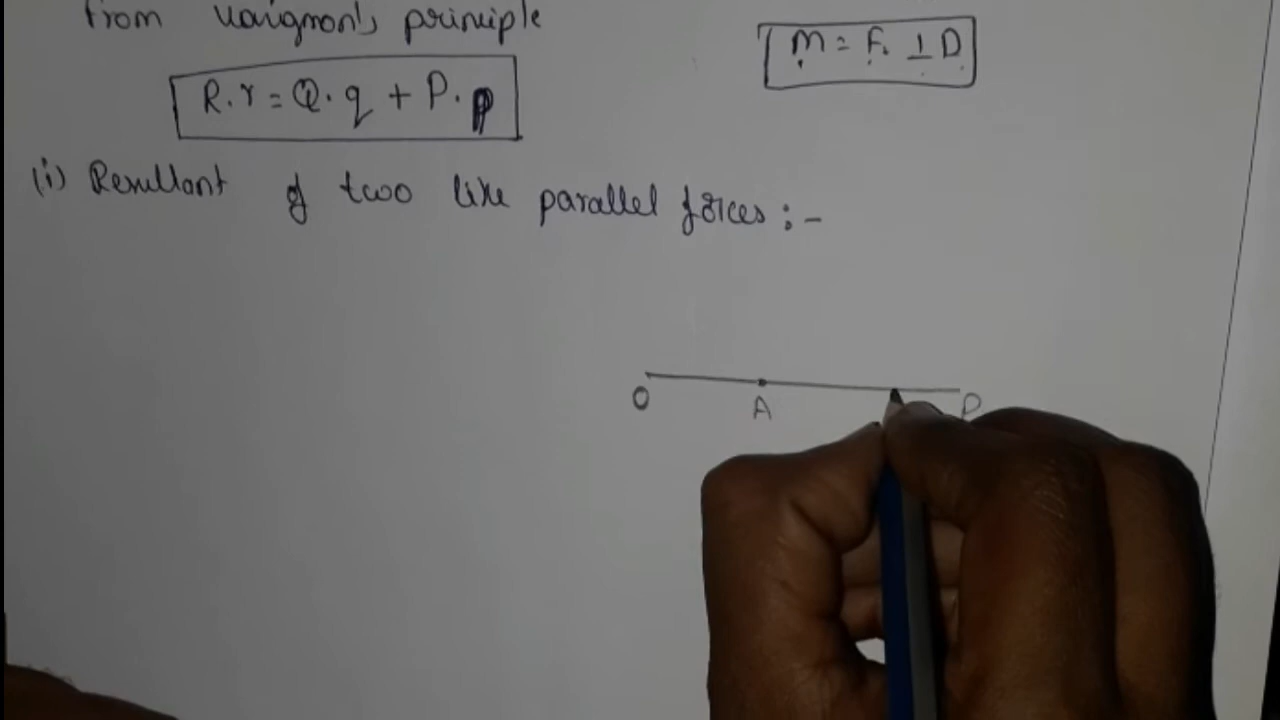 from varignon's principle
M = F. ⊥ D
R.r = Q.q + P.p
(i) Resultant of two like parallel forces :-
O A D